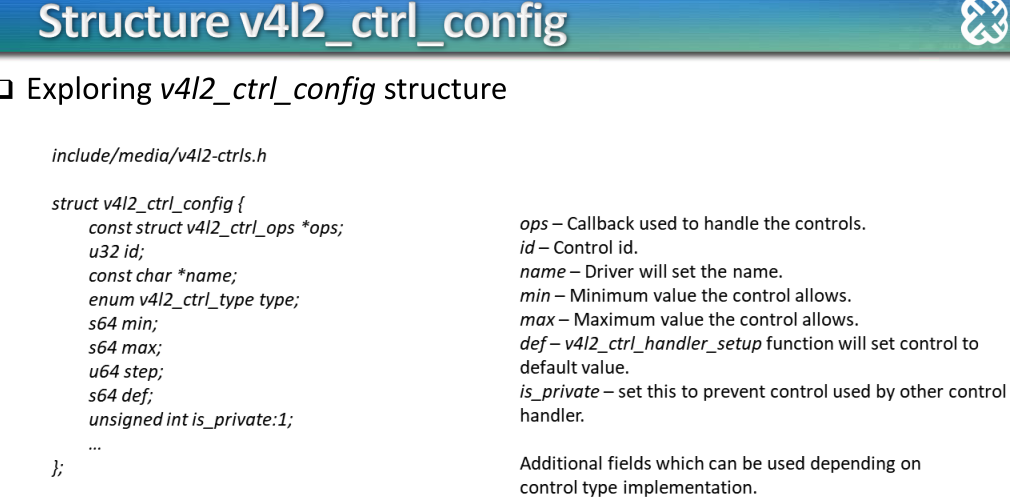 Structure v4l2_ctrl_config
Exploring v4l2_ctrl_config structure
include/media/v4l2-ctrls.h
struct v4l2_ctrl_config {
const struct v4l2_ctrl_ops *ops;
u32 id;
const char *name;
enum v4l2_ctrl_type type;
s64 min;
s64 max;
u64 step;
s64 def;
unsigned int is_private:1;
...
};
ops – Callback used to handle the controls.
id – Control id.
name – Driver will set the name.
min – Minimum value the control allows.
max – Maximum value the control allows.
def – v4l2_ctrl_handler_setup function will set control to
default value.
is_private – set this to prevent control used by other control
handler.
Additional fields which can be used depending on
control type implementation.